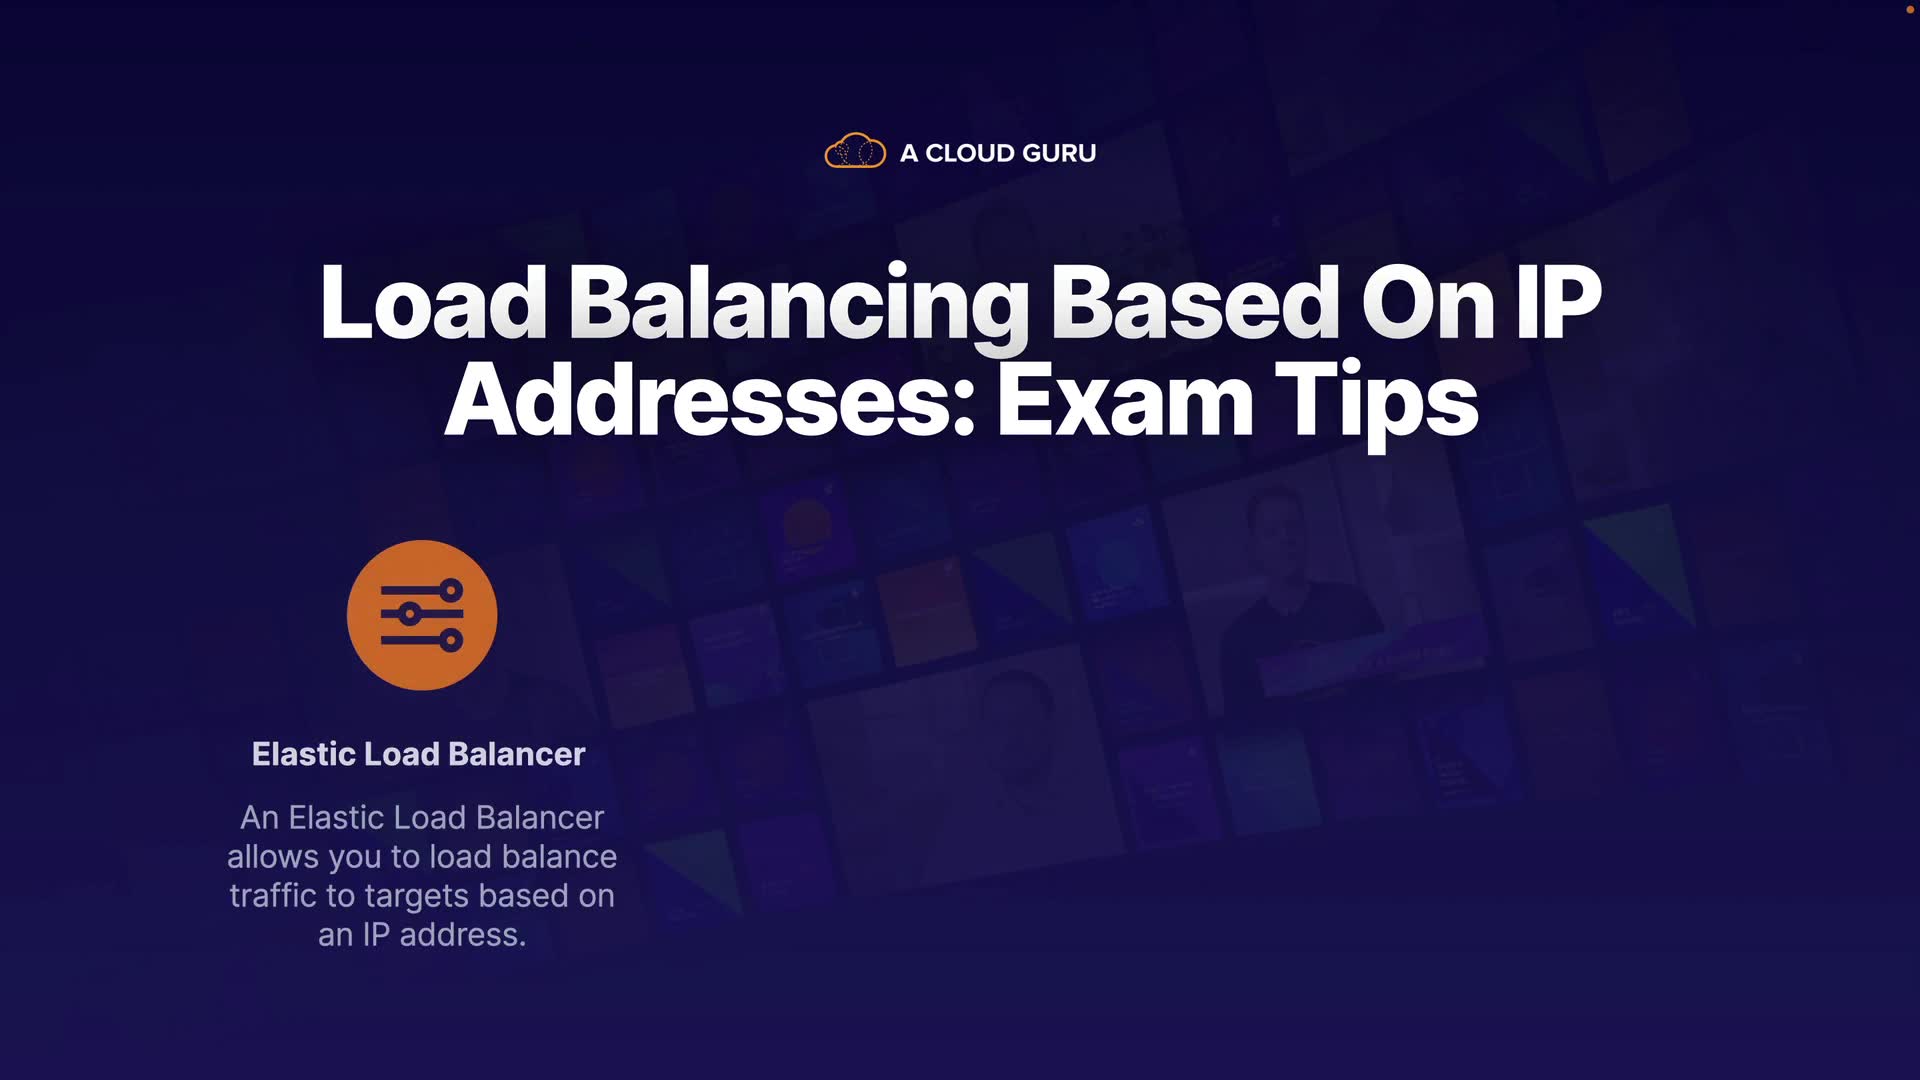 A CLOUD GURU
Load Balancing Based On IP
Addresses: Exam Tips
Elastic Load Balancer
An Elastic Load Balancer
allows you to load balance
traffic to targets based on
an IP address.